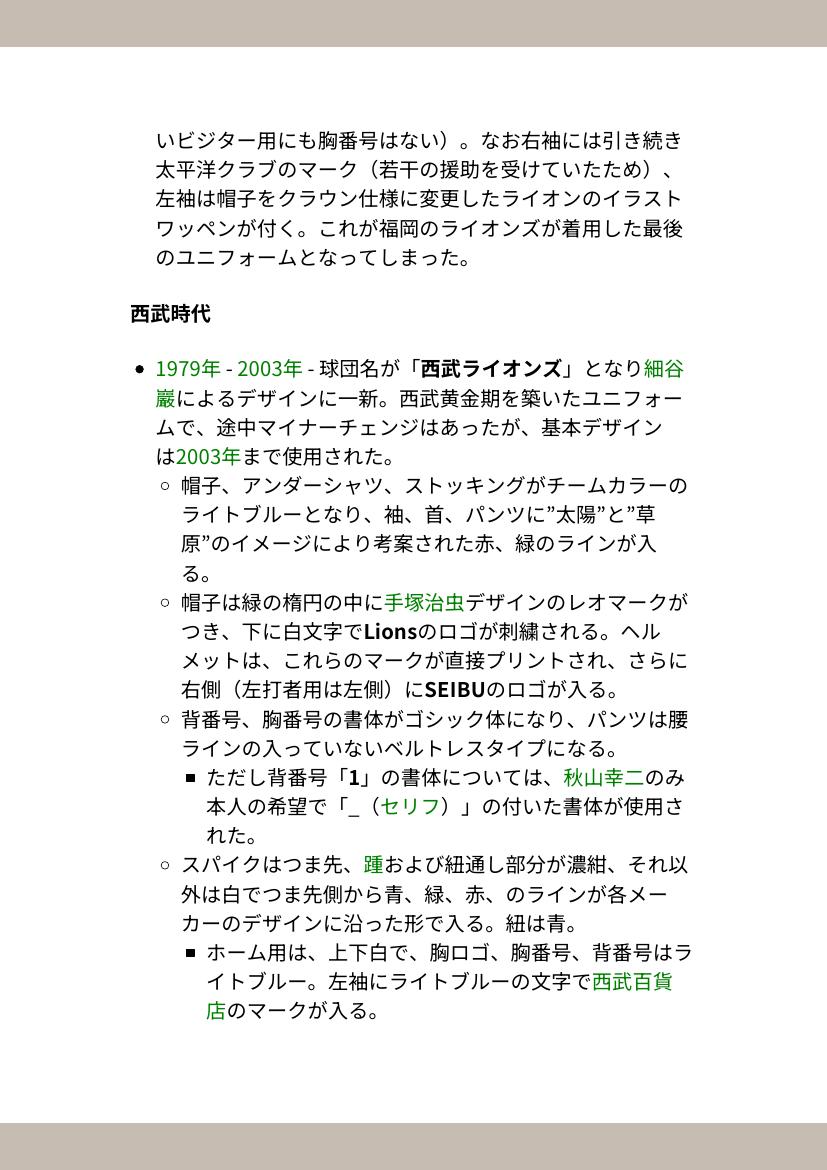 いビジター用にも胸番号はない）。なお右袖には引き続き
太平洋クラブのマーク（若干の援助を受けていたため）、
左袖は帽子をクラウン仕様に変更したライオンのイラスト
ワッペンが付く。これが福岡のライオンズが着用した最後
のユニフォームとなってしまった。
西武時代
• 1979年 - 2003年 - 球団名が「西武ライオンズ」となり細谷
巖によるデザインに一新。西武黄金期を築いたユニフォー
ムで、途中マイナーチェンジはあったが、基本デザイン
は2003年まで使用された。
◦ 帽子、アンダーシャツ、ストッキングがチームカラーの
ライトブルーとなり、袖、首、パンツに”太陽”と”草
原”のイメージにより考案された赤、緑のラインが入
る。
◦ 帽子は緑の楕円の中に手塚治虫デザインのレオマークが
つき、下に白文字でLionsのロゴが刺繍される。ヘル
メットは、これらのマークが直接プリントされ、さらに
右側（左打者用は左側）にSEIBUのロゴが入る。
◦ 背番号、胸番号の書体がゴシック体になり、パンツは腰
ラインの入っていないベルトレスタイプになる。
▪ ただし背番号「1」の書体については、秋山幸二のみ
本人の希望で「_（セリフ）」の付いた書体が使用さ
れた。
◦ スパイクはつま先、踵および紐通し部分が濃紺、それ以
外は白でつま先側から青、緑、赤、のラインが各メー
カーのデザインに沿った形で入る。紐は青。
▪ ホーム用は、上下白で、胸ロゴ、胸番号、背番号はラ
イトブルー。左袖にライトブルーの文字で西武百貨
店のマークが入る。